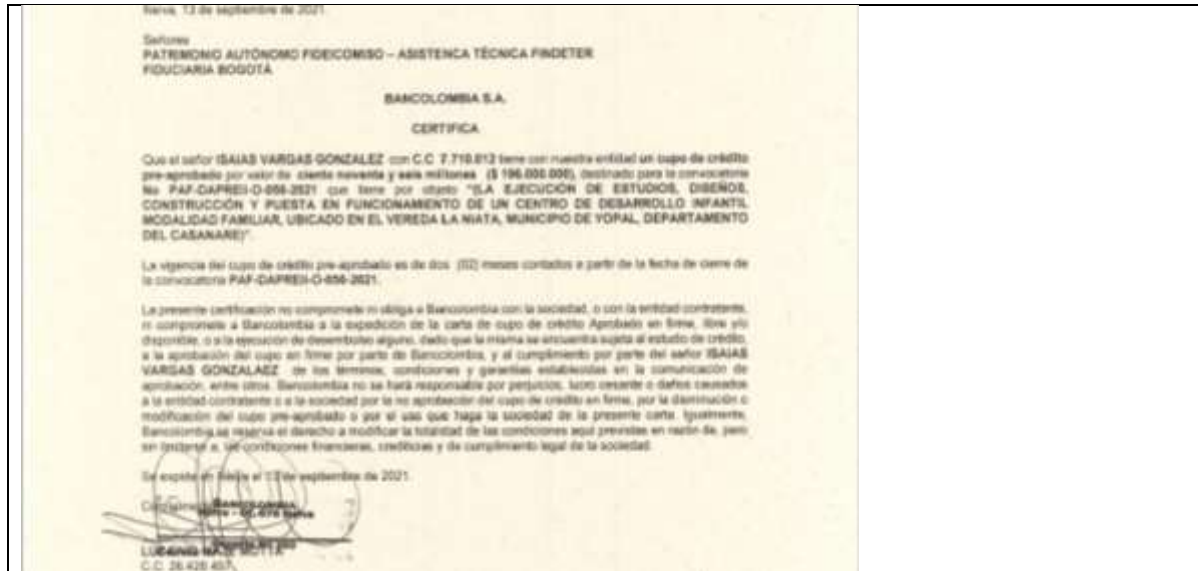 Neiva, 13 de septiembre de 2021.
Señores
PATRIMONIO AUTÓNOMO FIDEICOMISO – ASISTENCA TÉCNICA FINDETER
FIDUCIARIA BOGOTÁ
BANCOLOMBIA S.A.
CERTIFICA
Que el señor ISAIAS VARGAS GONZALEZ con C.C 7.710.012 tiene con nuestra entidad un cupo de crédito
pre-aprobado por valor de ciento noventa y seis millones ($ 196.000.000), destinado para la convocatoria
No PAF-DAPREII-O-056-2021 que tiene por objeto "(LA EJECUCIÓN DE ESTUDIOS, DISEÑOS,
CONSTRUCCIÓN Y PUESTA EN FUNCIONAMIENTO DE UN CENTRO DE DESARROLLO INFANTIL
MODALIDAD FAMILIAR, UBICADO EN EL VEREDA LA NIATA, MUNICIPIO DE YOPAL, DEPARTAMENTO
DEL CASANARE)".
La vigencia del cupo de crédito pre-aprobado es de dos (02) meses contados a partir de la fecha de cierre de
la convocatoria PAF-DAPREII-O-056-2021.
La presente certificación no compromete ni obliga a Bancolombia con la sociedad, o con la entidad contratante,
ni compromete a Bancolombia a la expedición de la carta de cupo de crédito Aprobado en firme, libre y/o
disponible, o a la ejecución de desembolso alguno, dado que la misma se encuentra sujeta al estudio de crédito,
a la aprobación del cupo en firme por parte de Bancolombia, y al cumplimiento por parte del señor ISAIAS
VARGAS GONZALAEZ de los términos, condiciones y garantías establecidas en la comunicación de
aprobación, entre otros. Bancolombia no se hará responsable por perjuicios, lucro cesante o daños causados
a la entidad contratante o a la sociedad por la no aprobación del cupo de crédito en firme, por la disminución o
modificación del cupo pre-aprobado o por el uso que haga la sociedad de la presente carta. Igualmente,
Bancolombia se reserva el derecho a modificar la totalidad de las condiciones aquí previstas en razón de, pero
sin limitarse a, las condiciones financieras, crediticias y de cumplimiento legal de la sociedad.
Se expide en Neiva el 13 de septiembre de 2021.
BANCOLOMBIA
C.C. 26.420.457